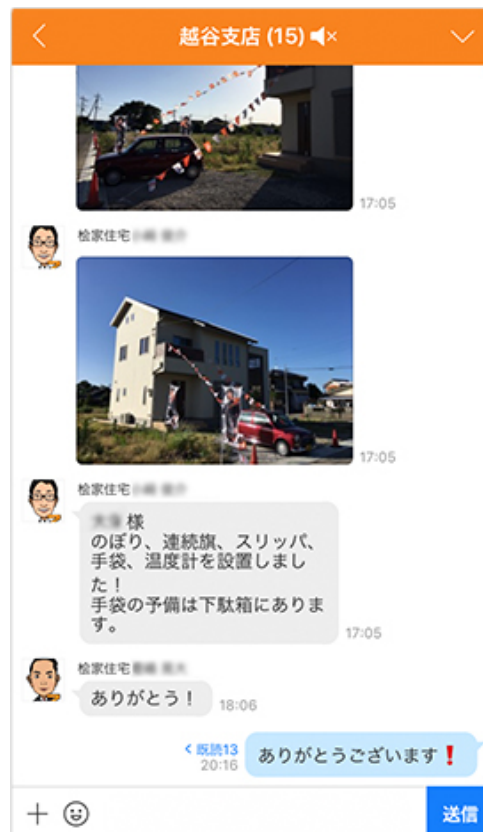 越谷支店 (15)
17:05
桧家住宅
17:05
桧家住宅
様
のぼり、連続旗、スリッパ、
手袋、温度計を設置しまし
た！
手袋の予備は下駄箱にありま
す。
17:05
桧家住宅
ありがとう！
18:06
既読13
20:16
ありがとうございます❗
送信